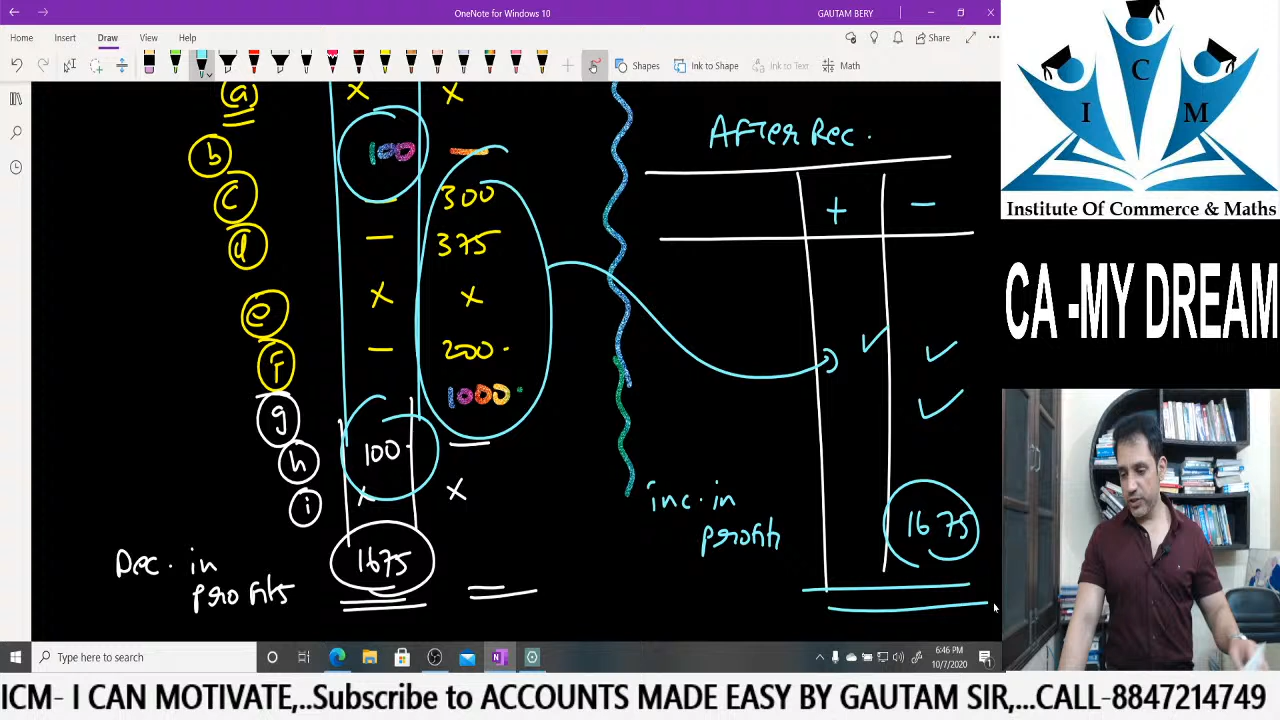 OneNote for Windows 10
GAUTAM BERY
Home Insert Draw View Help
Share
Shapes Ink to Shape Ink to Text Math
(a) x x
b 100 —
c — 300
d — 375
e x x
f — 200
g 1000
h 100 —
i x x
Dec. in profits 1675
After Rec.
+ -
inc. in profit 1675
I C M
Institute Of Commerce & Maths
CA -MY DREAM
Type here to search
6:46 PM
10/7/2020
ICM- I CAN MOTIVATE,..Subscribe to ACCOUNTS MADE EASY BY GAUTAM SIR,...CALL-8847214749